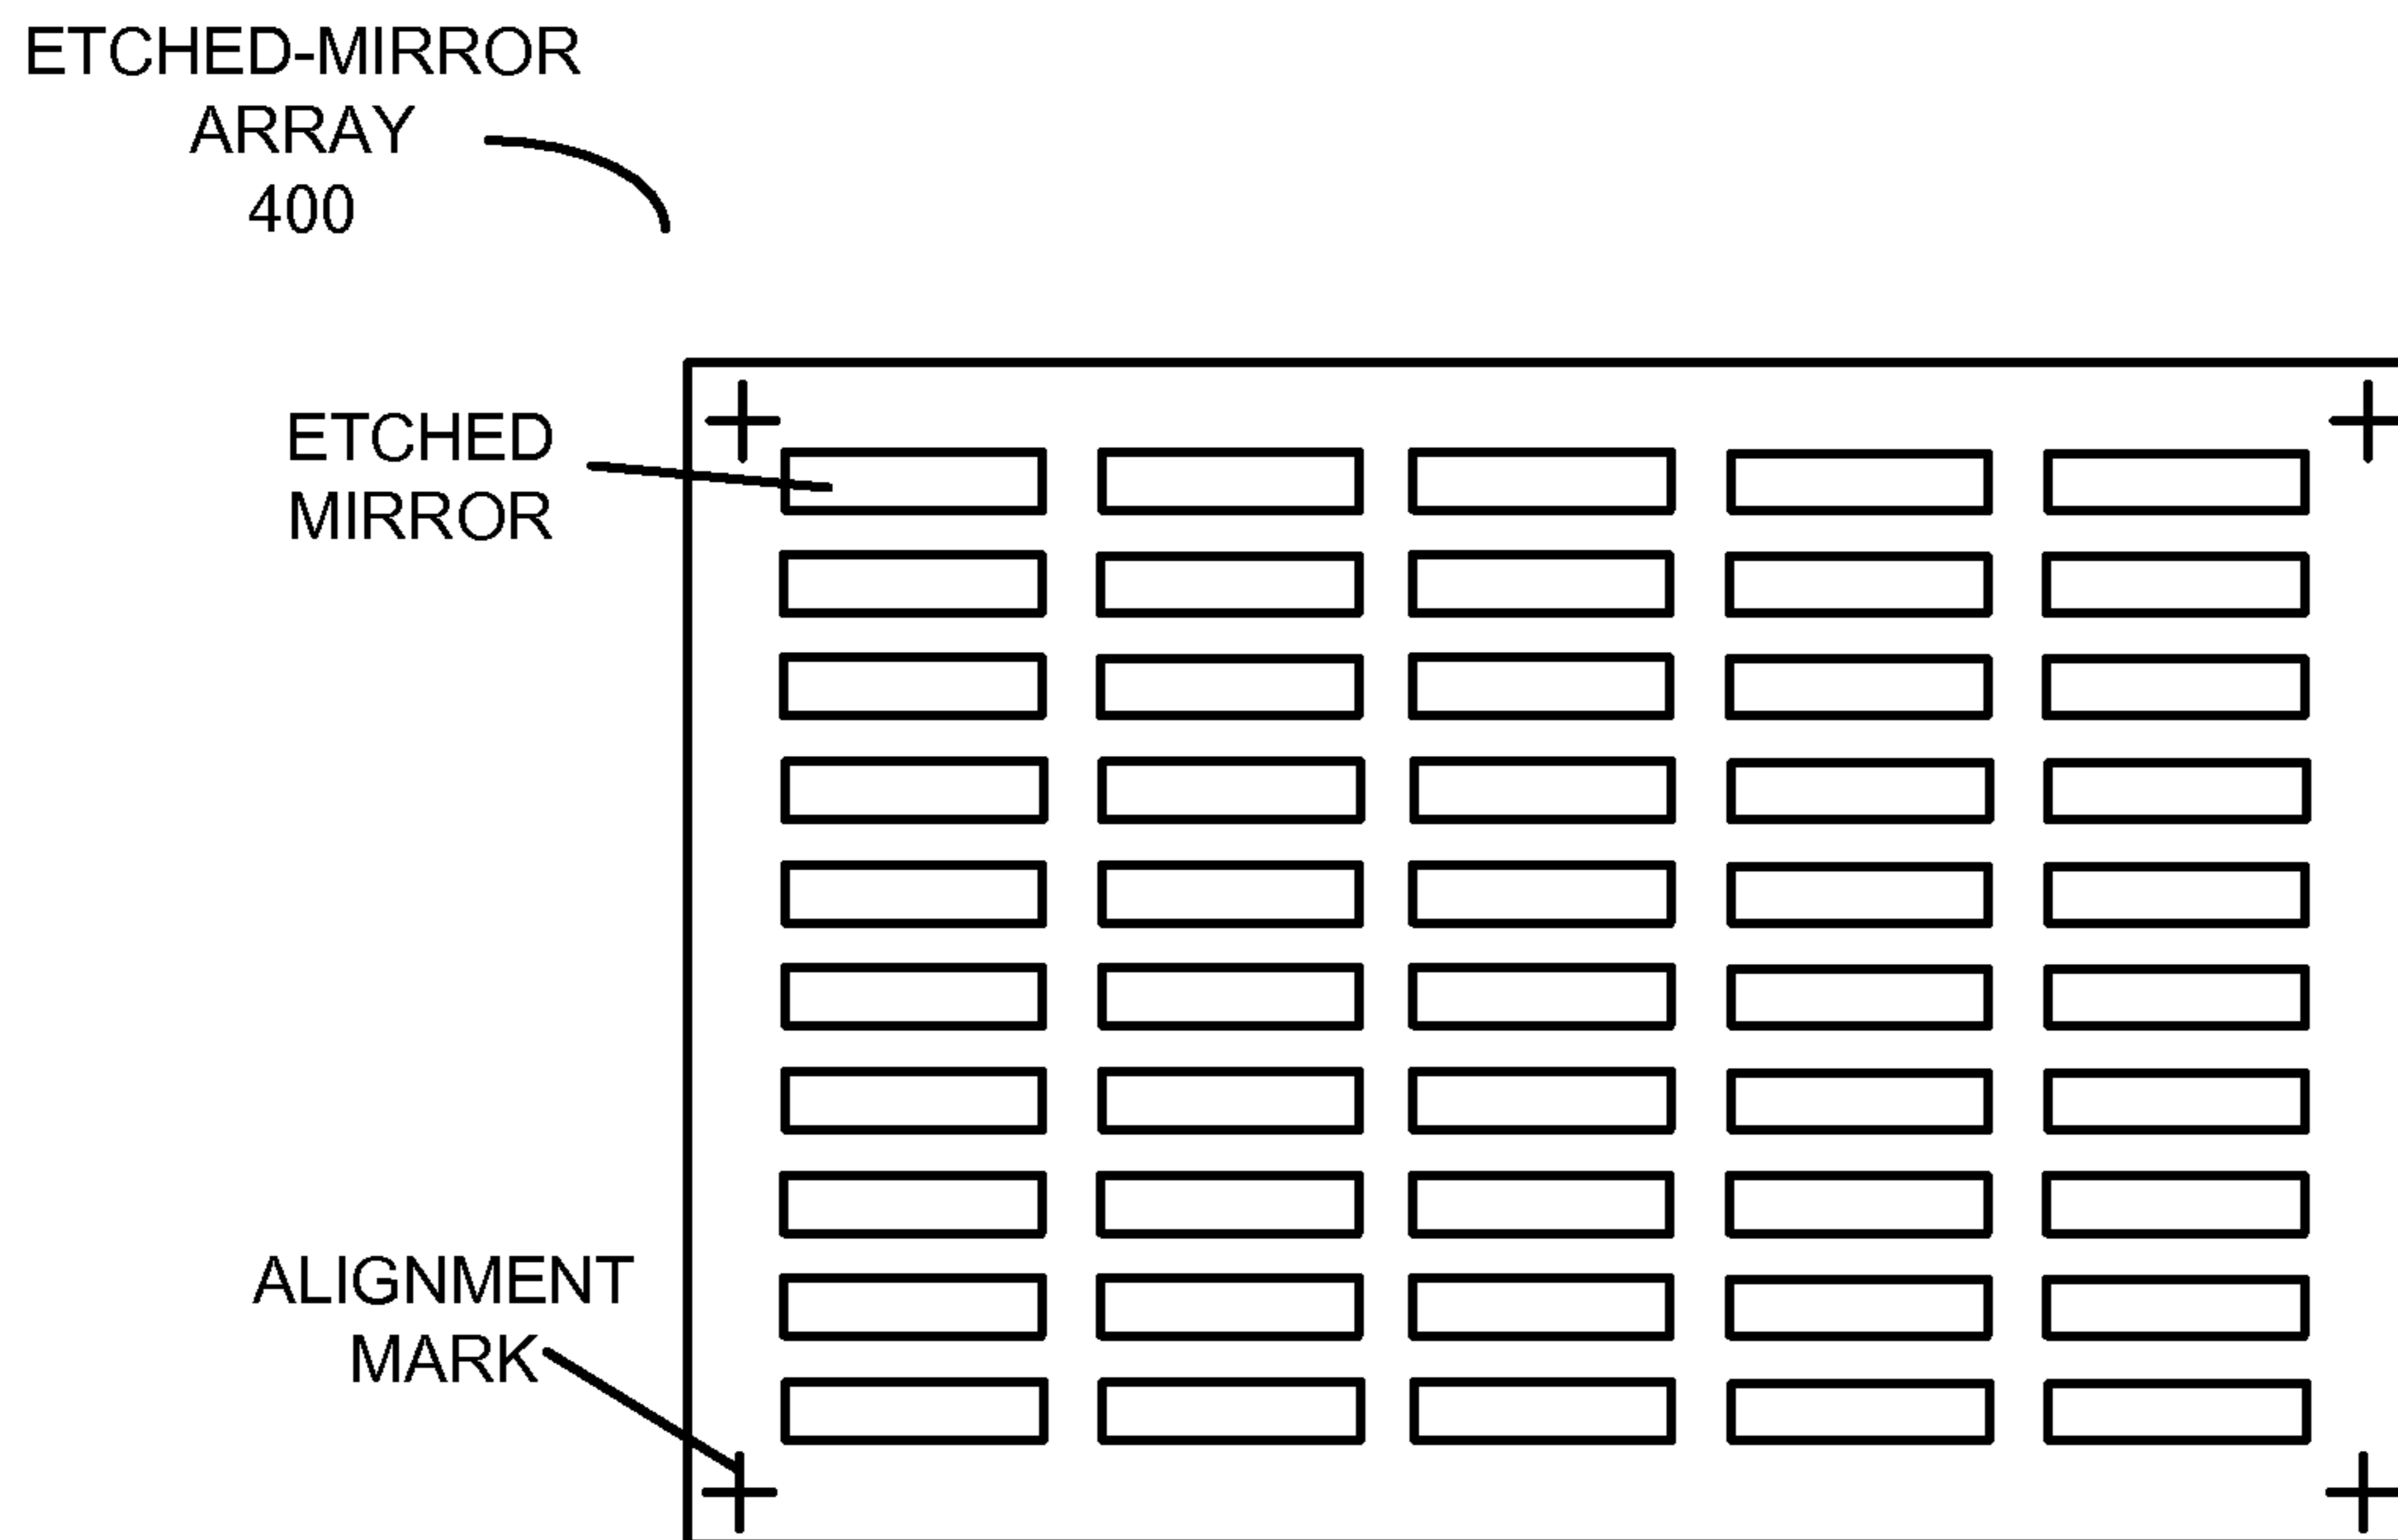 ETCHED-MIRROR
ARRAY
400
ETCHED
MIRROR
ALIGNMENT
MARK